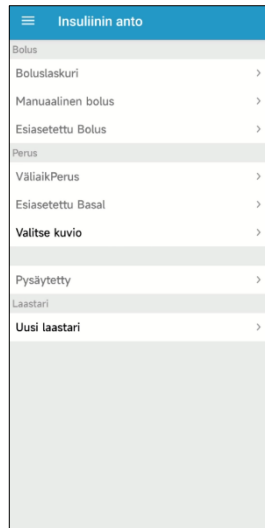 Insuliinin anto
Bolus
Boluslaskuri
Manuaalinen bolus
Esiasetettu Bolus
Perus
VäliaikPerus
Esiasetettu Basal
Valitse kuvio
Pysäytetty
Laastari
Uusi laastari